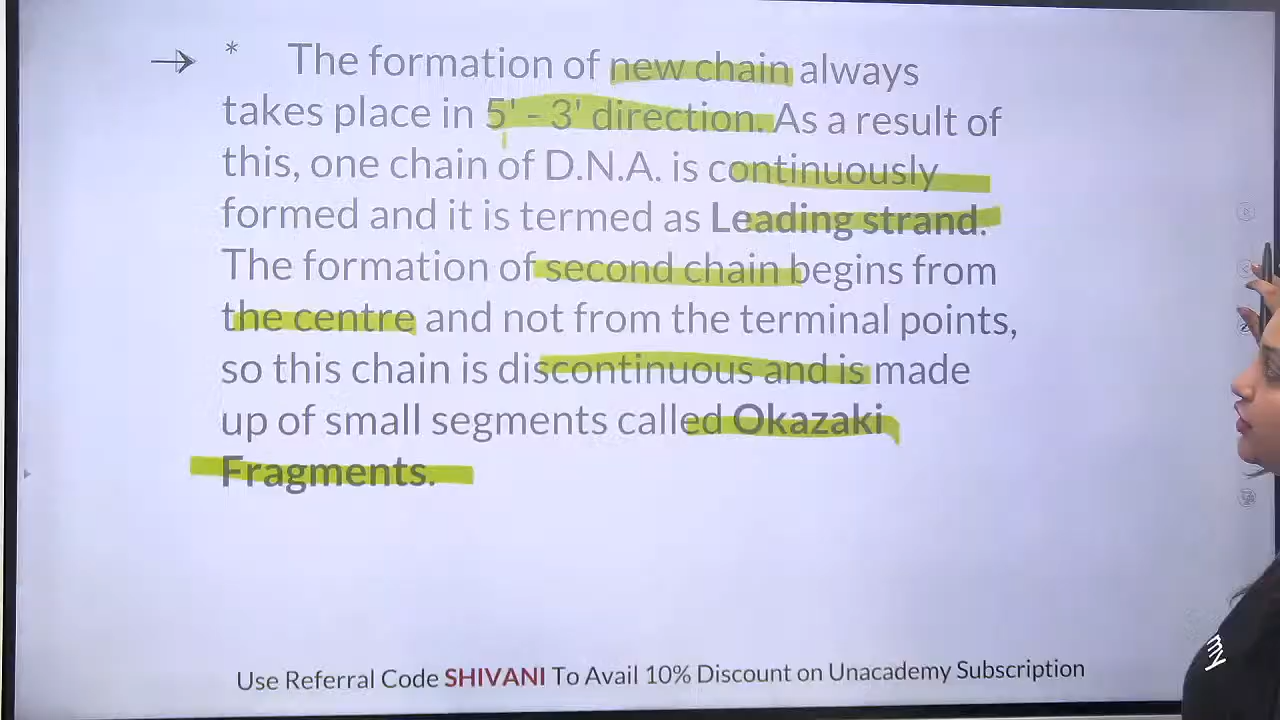 * The formation of new chain always
takes place in 5' - 3' direction. As a result of
this, one chain of D.N.A. is continuously
formed and it is termed as Leading strand.
The formation of second chain begins from
the centre and not from the terminal points,
so this chain is discontinuous and is made
up of small segments called Okazaki
Fragments.
Use Referral Code SHIVANI To Avail 10% Discount on Unacademy Subscription